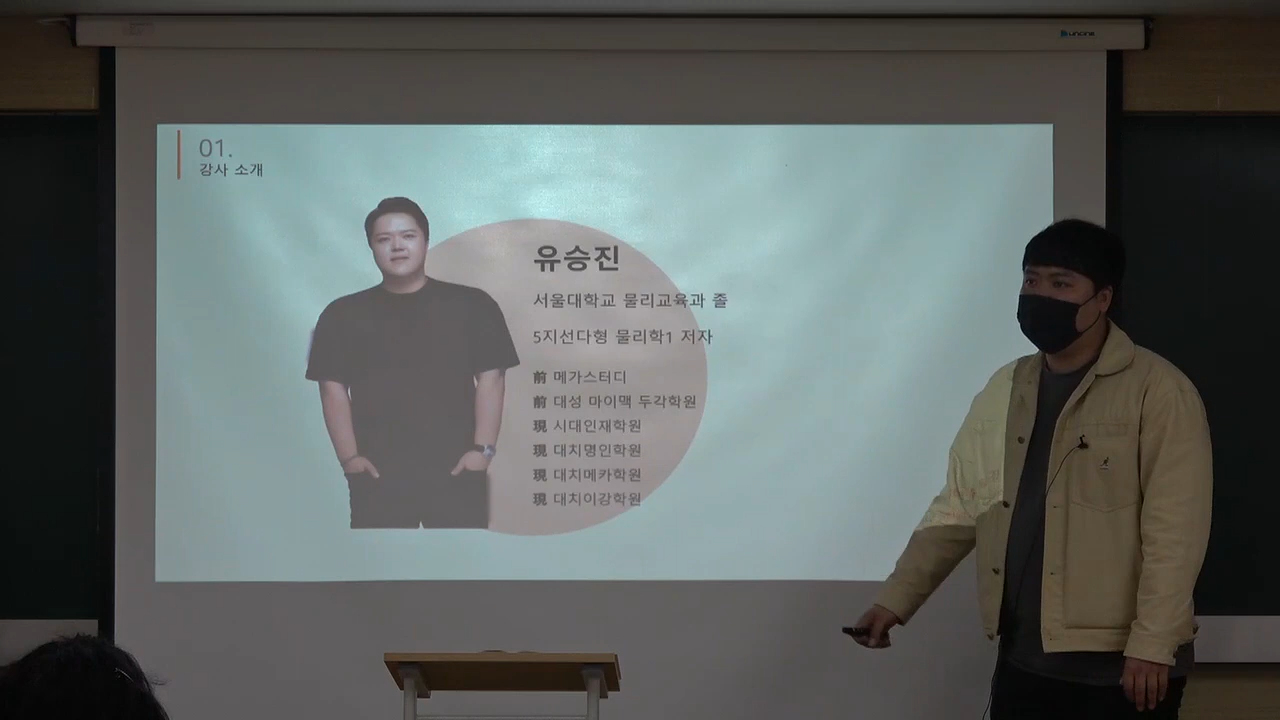 01.
강사 소개
유승진
서울대학교 물리교육과 졸
5지선다형 물리학1 저자
前 메가스터디
前 대성 마이맥 두각학원
現 시대인재학원
現 대치명인학원
現 대치메카학원
現 대치이강학원